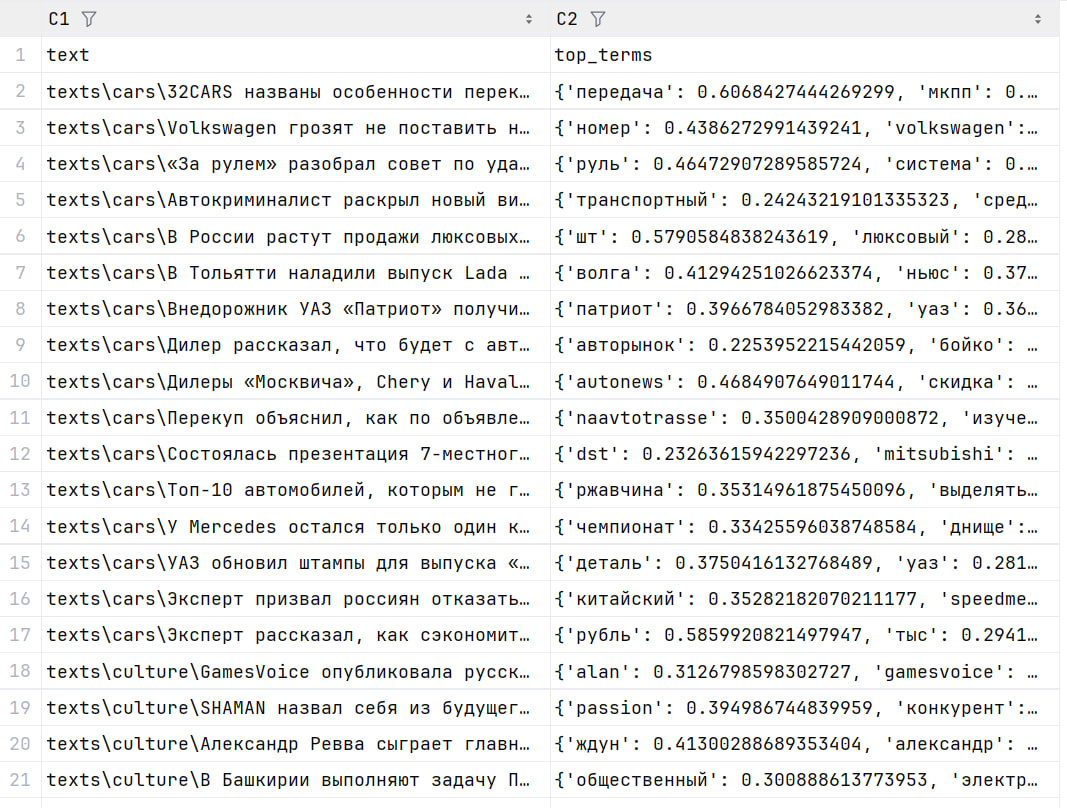 C1 C2
1 text top_terms
2 texts\cars\32CARS названы особенности перек… {'передача': 0.6068427444269299, 'мкпп': 0.…
3 texts\cars\Volkswagen грозят не поставить н… {'номер': 0.4386272991439241, 'volkswagen':…
4 texts\cars\«За рулем» разобрал совет по уда… {'руль': 0.46472907289585724, 'система': 0.…
5 texts\cars\Автокриминалист раскрыл новый ви… {'транспортный': 0.24243219101335323, 'сред…
6 texts\cars\В России растут продажи люксовых… {'шт': 0.5790584838243619, 'люксовый': 0.28…
7 texts\cars\В Тольятти наладили выпуск Lada … {'волга': 0.41294251026623374, 'ньюс': 0.37…
8 texts\cars\Внедорожник УАЗ «Патриот» получи… {'патриот': 0.3966784052983382, 'уаз': 0.36…
9 texts\cars\Дилер рассказал, что будет с авт… {'авторынок': 0.2253952215442059, 'бойко': …
10 texts\cars\Дилеры «Москвича», Chery и Haval… {'autonews': 0.4684907649011744, 'скидка': …
11 texts\cars\Перекуп объяснил, как по объявле… {'naavtotrasse': 0.3500428909000872, 'изуче…
12 texts\cars\Состоялась презентация 7-местног… {'dst': 0.23263615942297236, 'mitsubishi': …
13 texts\cars\Топ-10 автомобилей, которым не г… {'ржавчина': 0.35314961875450096, 'выделять…
14 texts\cars\У Mercedes остался только один к… {'чемпионат': 0.33425596038748584, 'днище':…
15 texts\cars\УАЗ обновил штампы для выпуска «… {'деталь': 0.3750416132768489, 'уаз': 0.281…
16 texts\cars\Эксперт призвал россиян отказать… {'китайский': 0.35282182070211177, 'speedme…
17 texts\cars\Эксперт рассказал, как сэкономит… {'рубль': 0.5859920821497947, 'тыс': 0.2941…
18 texts\culture\GamesVoice опубликовала русск… {'alan': 0.3126798598302727, 'gamesvoice': …
19 texts\culture\SHAMAN назвал себя из будущег… {'passion': 0.394986744839959, 'конкурент':…
20 texts\culture\Александр Ревва сыграет главн… {'ждун': 0.41300288689353404, 'александр': …
21 texts\culture\В Башкирии выполняют задачу П… {'общественный': 0.300888613773953, 'электр…